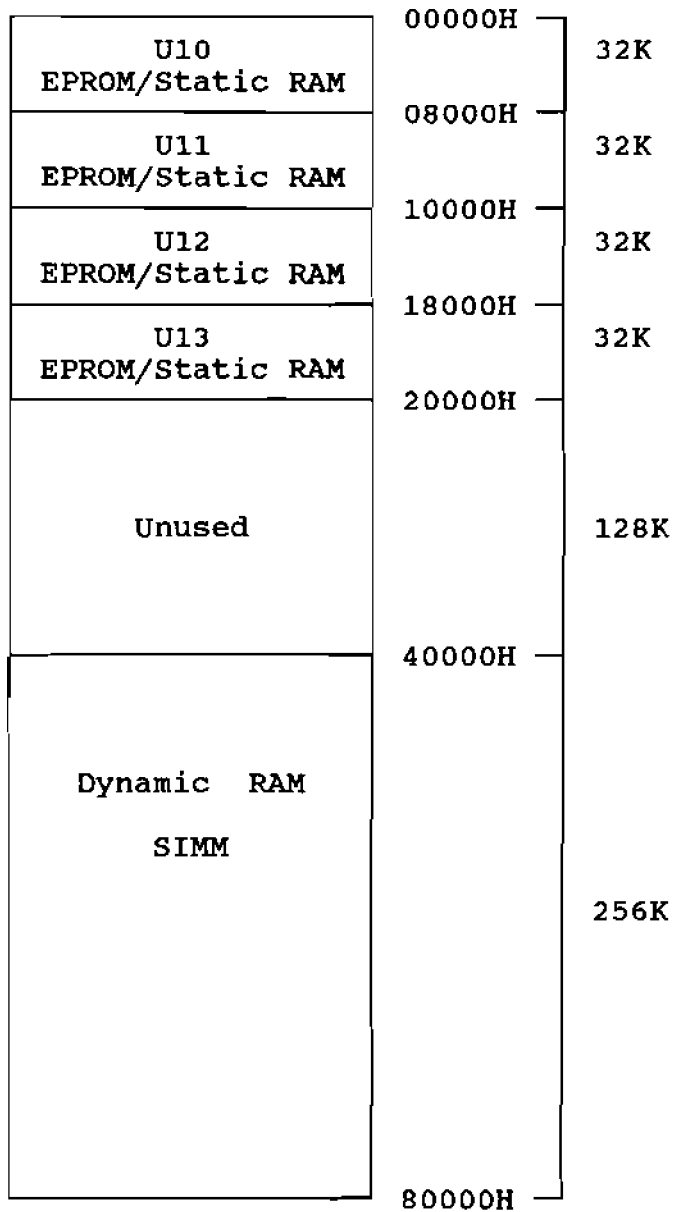 00000H
U10
EPROM/Static RAM
32K
08000H
U11
EPROM/Static RAM
32K
10000H
U12
EPROM/Static RAM
32K
18000H
U13
EPROM/Static RAM
32K
20000H
Unused
128K
40000H
Dynamic RAM
SIMM
256K
80000H